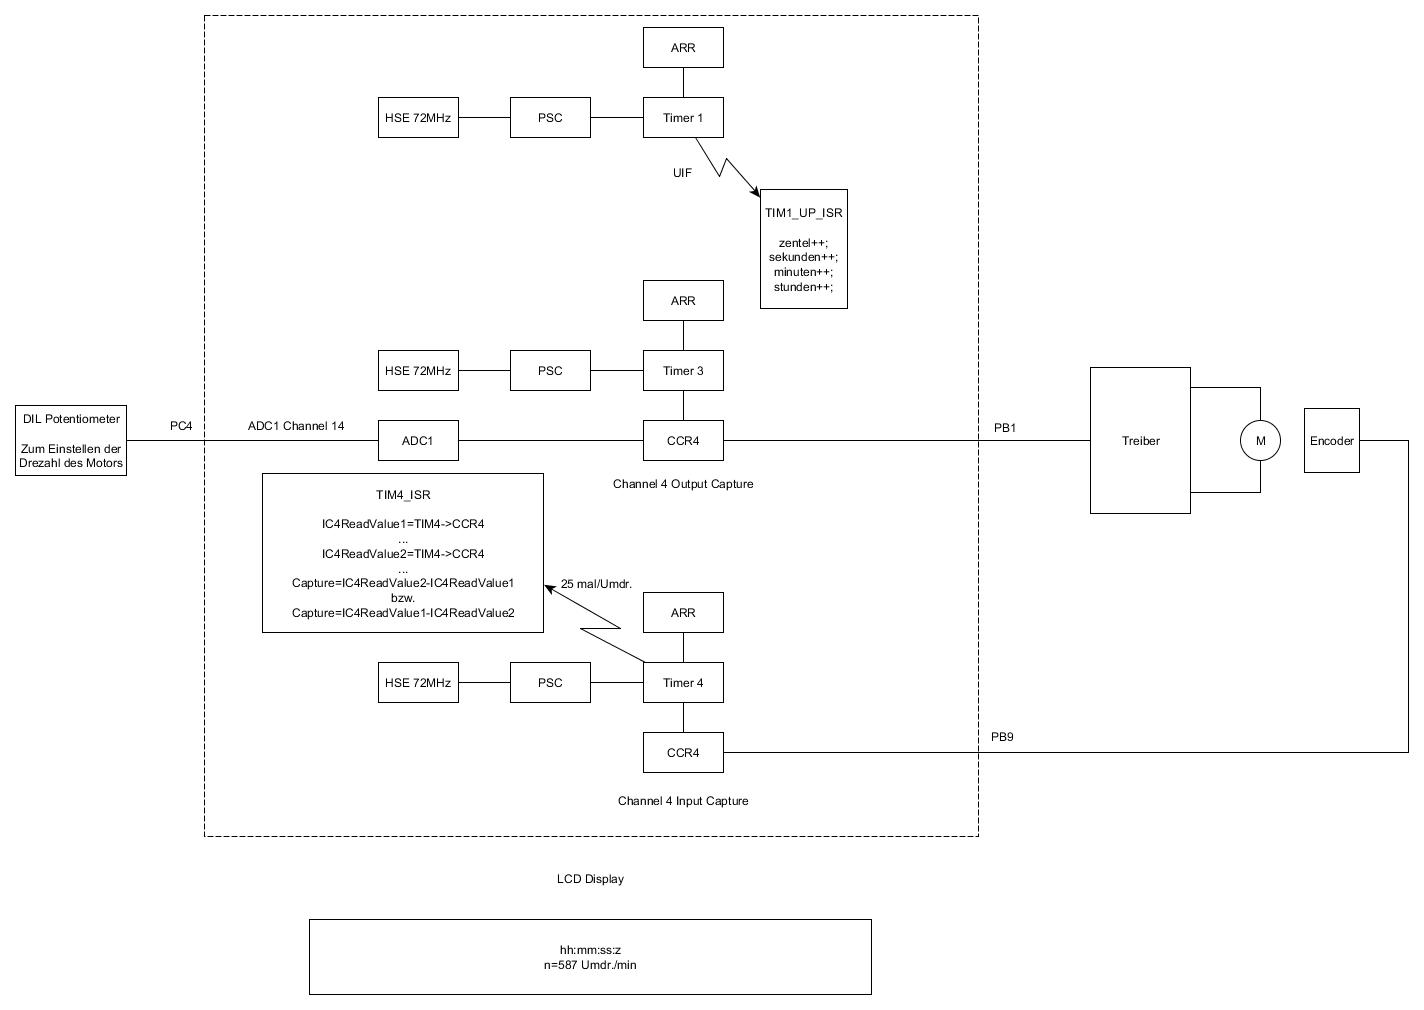 ARR
HSE 72MHz
PSC
Timer 1
UIF
TIM1_UP_ISR
zentel++;
sekunden++;
minuten++;
stunden++;
ARR
HSE 72MHz
PSC
Timer 3
DIL Potentiometer
Zum Einstellen der
Drezahl des Motors
PC4
ADC1 Channel 14
ADC1
CCR4
PB1
Treiber
M
Encoder
Channel 4 Output Capture
TIM4_ISR
IC4ReadValue1=TIM4->CCR4
...
IC4ReadValue2=TIM4->CCR4
...
Capture=IC4ReadValue2-IC4ReadValue1
bzw.
Capture=IC4ReadValue1-IC4ReadValue2
25 mal/Umdr.
ARR
HSE 72MHz
PSC
Timer 4
CCR4
PB9
Channel 4 Input Capture
LCD Display
hh:mm:ss:z
n=587 Umdr./min